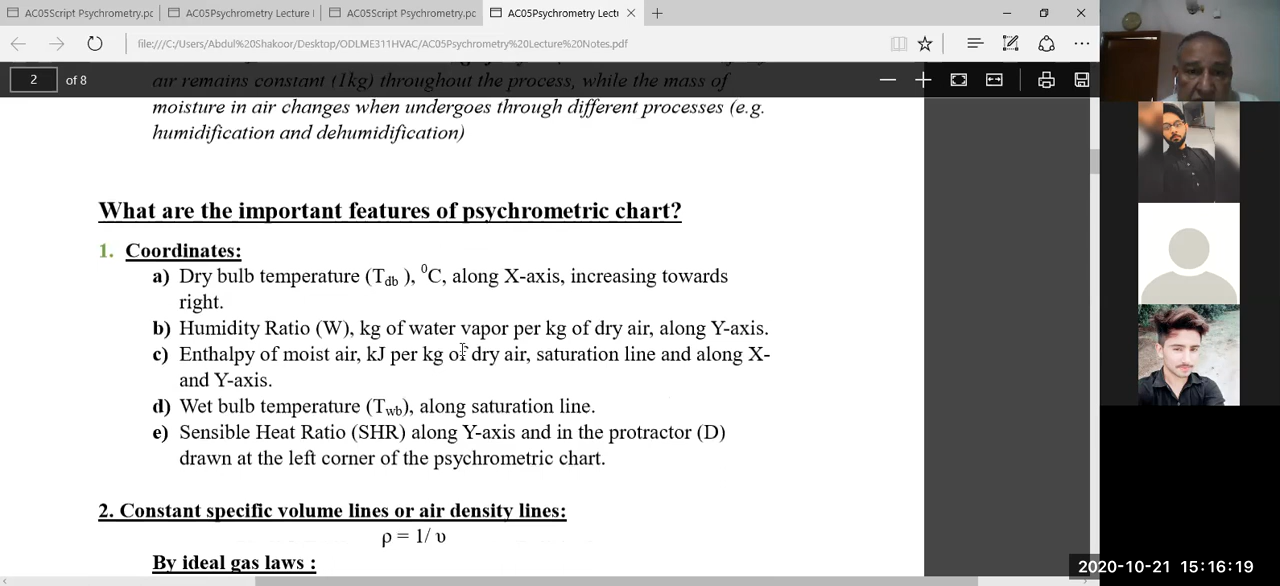 AC05Script Psychrometry.pc
AC05Psychrometry Lecture
AC05Script Psychrometry.pc
AC05Psychrometry Lectu
file:///C:/Users/Abdul%20Shakoor/Desktop/ODLME311HVAC/AC05Psychrometry%20Lecture%20Notes.pdf
2 of 8
air remains constant (1kg) throughout the process, while the mass of
moisture in air changes when undergoes through different processes (e.g.
humidification and dehumidification)
What are the important features of psychrometric chart?
1. Coordinates:
a) Dry bulb temperature (Tdb ), ⁰C, along X-axis, increasing towards
right.
b) Humidity Ratio (W), kg of water vapor per kg of dry air, along Y-axis.
c) Enthalpy of moist air, kJ per kg of dry air, saturation line and along X-
and Y-axis.
d) Wet bulb temperature (Twb), along saturation line.
e) Sensible Heat Ratio (SHR) along Y-axis and in the protractor (D)
drawn at the left corner of the psychrometric chart.
2. Constant specific volume lines or air density lines:
ρ = 1/ υ
By ideal gas laws :
2020-10-21 15:16:19